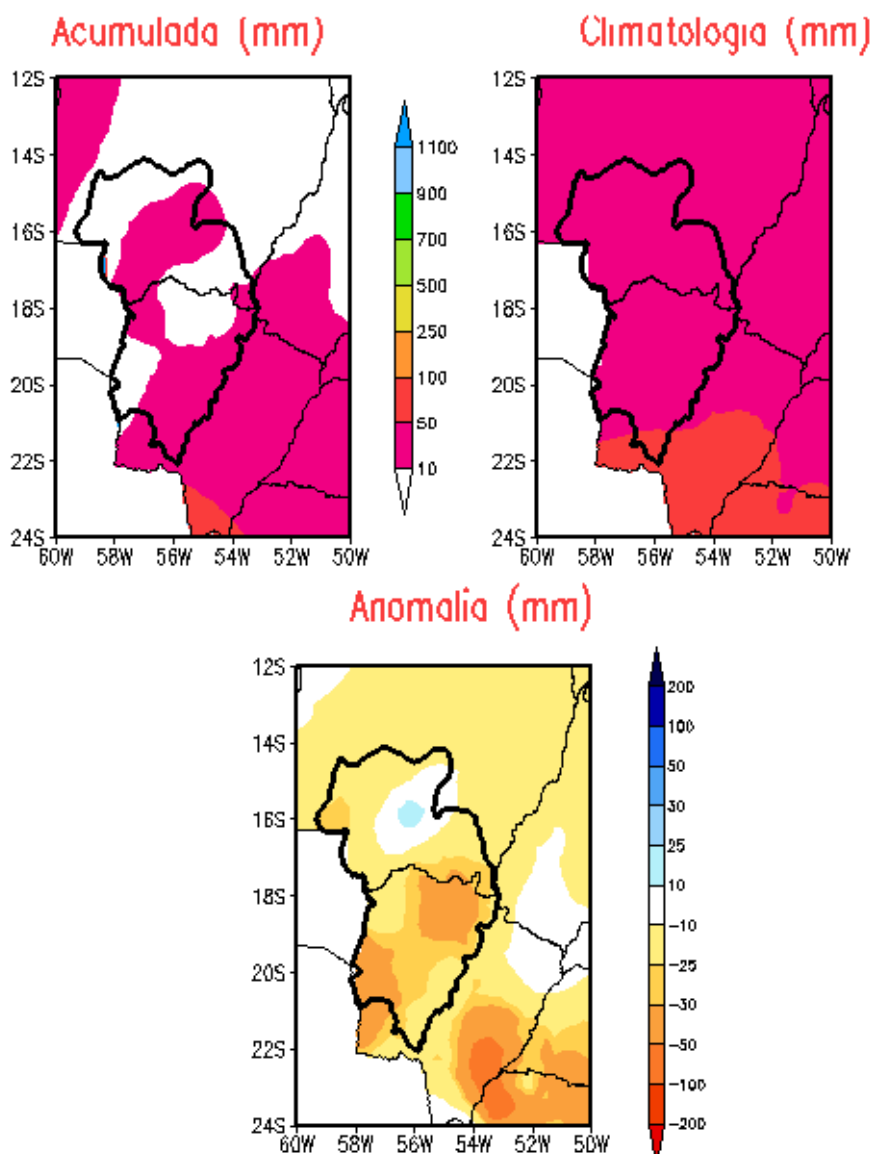 Acumulada (mm)
Climatologia (mm)
12S
14S
16S
18S
20S
22S
24S
60W 58W 56W 54W 52W 50W
1100
900
700
500
250
100
50
10
12S
14S
16S
18S
20S
22S
24S
60W 58W 56W 54W 52W 50W
Anomalia (mm)
12S
14S
16S
18S
20S
22S
24S
60W 58W 56W 54W 52W 50W
200
100
50
30
25
10
-10
-25
-30
-50
-100
-200